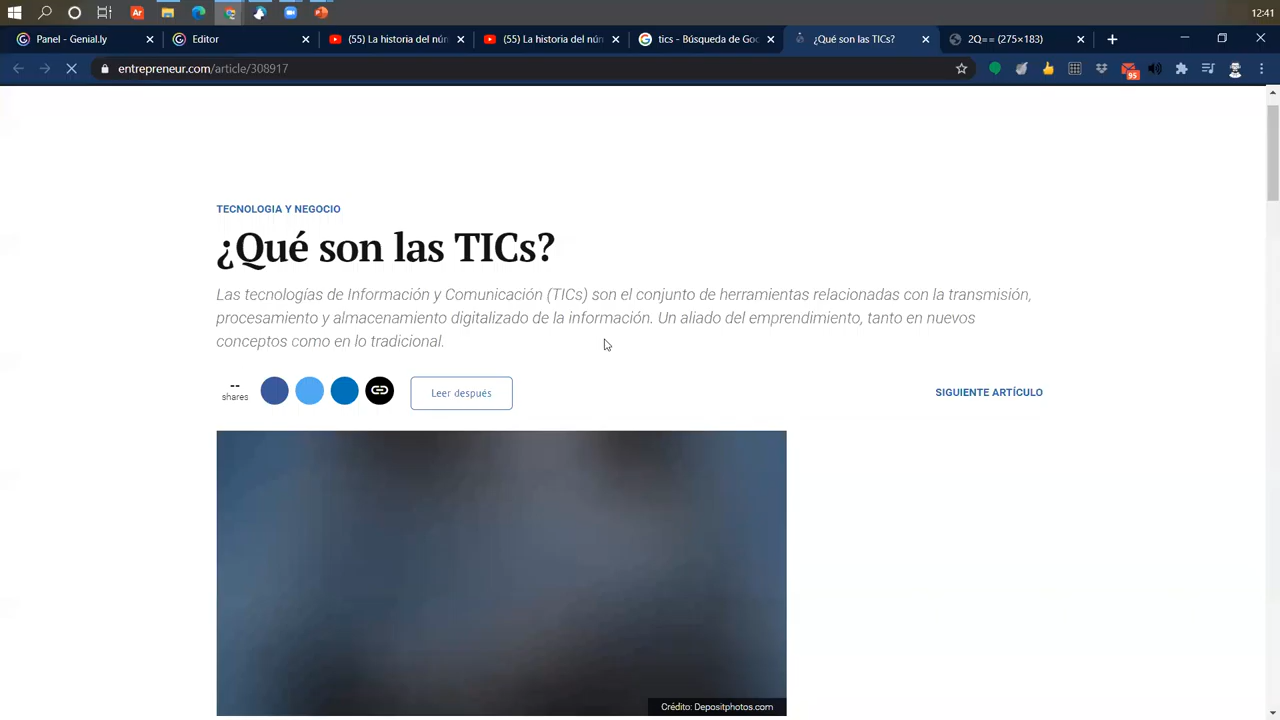 12:41
Panel - Genial.ly
Editor
(55) La historia del nún
(55) La historia del nún
tics - Búsqueda de Goo
¿Qué son las TICs?
2Q== (275×183)
entrepreneur.com/article/308917
95
TECNOLOGIA Y NEGOCIO
¿Qué son las TICs?
Las tecnologías de Información y Comunicación (TICs) son el conjunto de herramientas relacionadas con la transmisión,
procesamiento y almacenamiento digitalizado de la información. Un aliado del emprendimiento, tanto en nuevos
conceptos como en lo tradicional.
--
shares
Leer después
SIGUIENTE ARTÍCULO
Crédito: Depositphotos.com